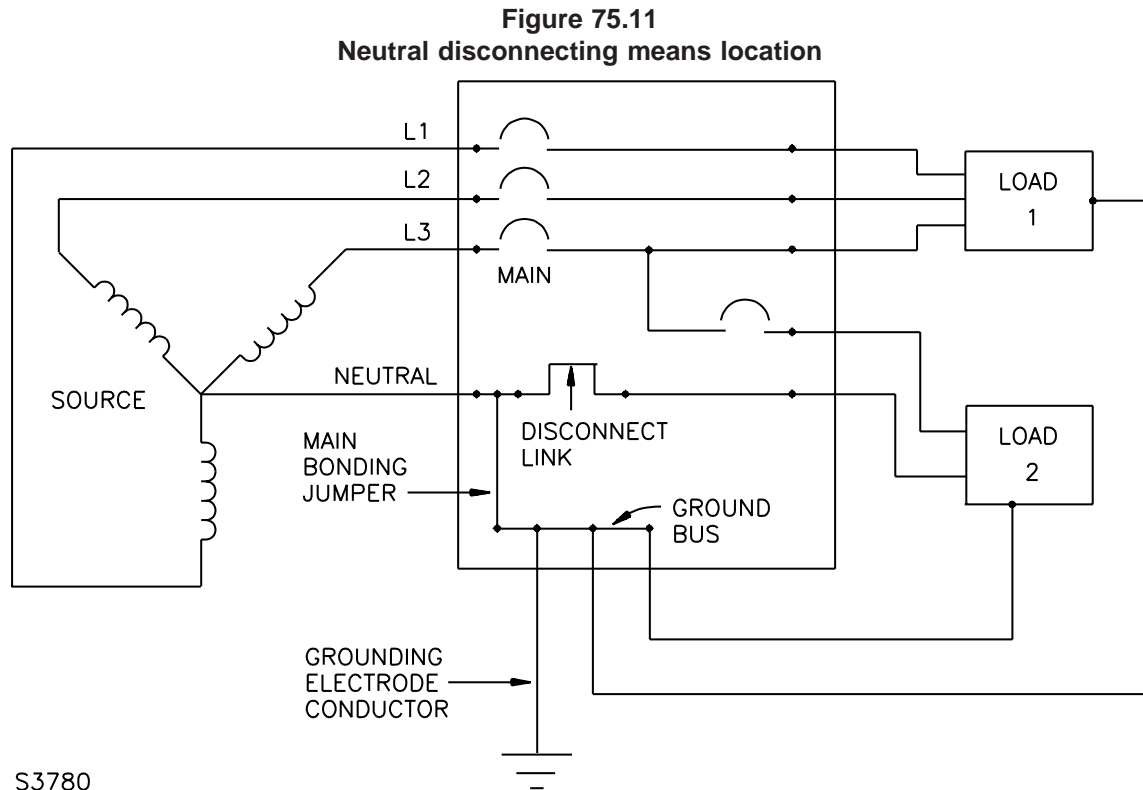 Figure 75.11
Neutral disconnecting means location
L1
L2
L3
MAIN
LOAD
1
SOURCE
NEUTRAL
DISCONNECT
LINK
MAIN
BONDING
JUMPER
GROUND
BUS
LOAD
2
GROUNDING
ELECTRODE
CONDUCTOR
S3780